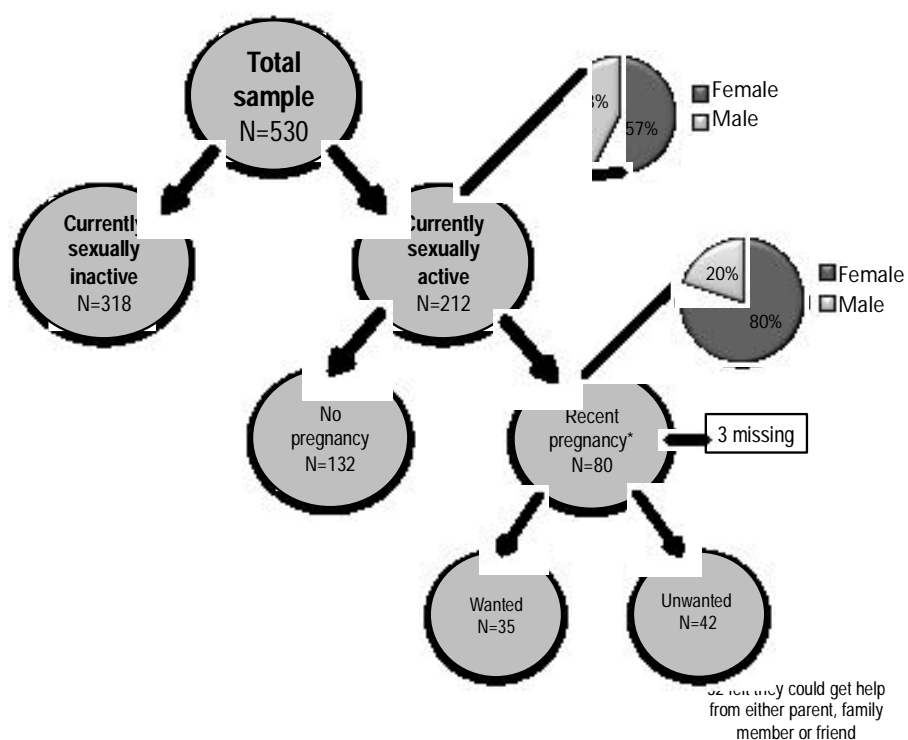 Total
sample
N=530
Female
Male
57%
Currently
sexually
inactive
N=318
Currently
sexually
active
N=212
20%
80%
Female
Male
No
pregnancy
N=132
Recent
pregnancy*
N=80
3 missing
Wanted
N=35
Unwanted
N=42
they could get help
from either parent, family
member or friend